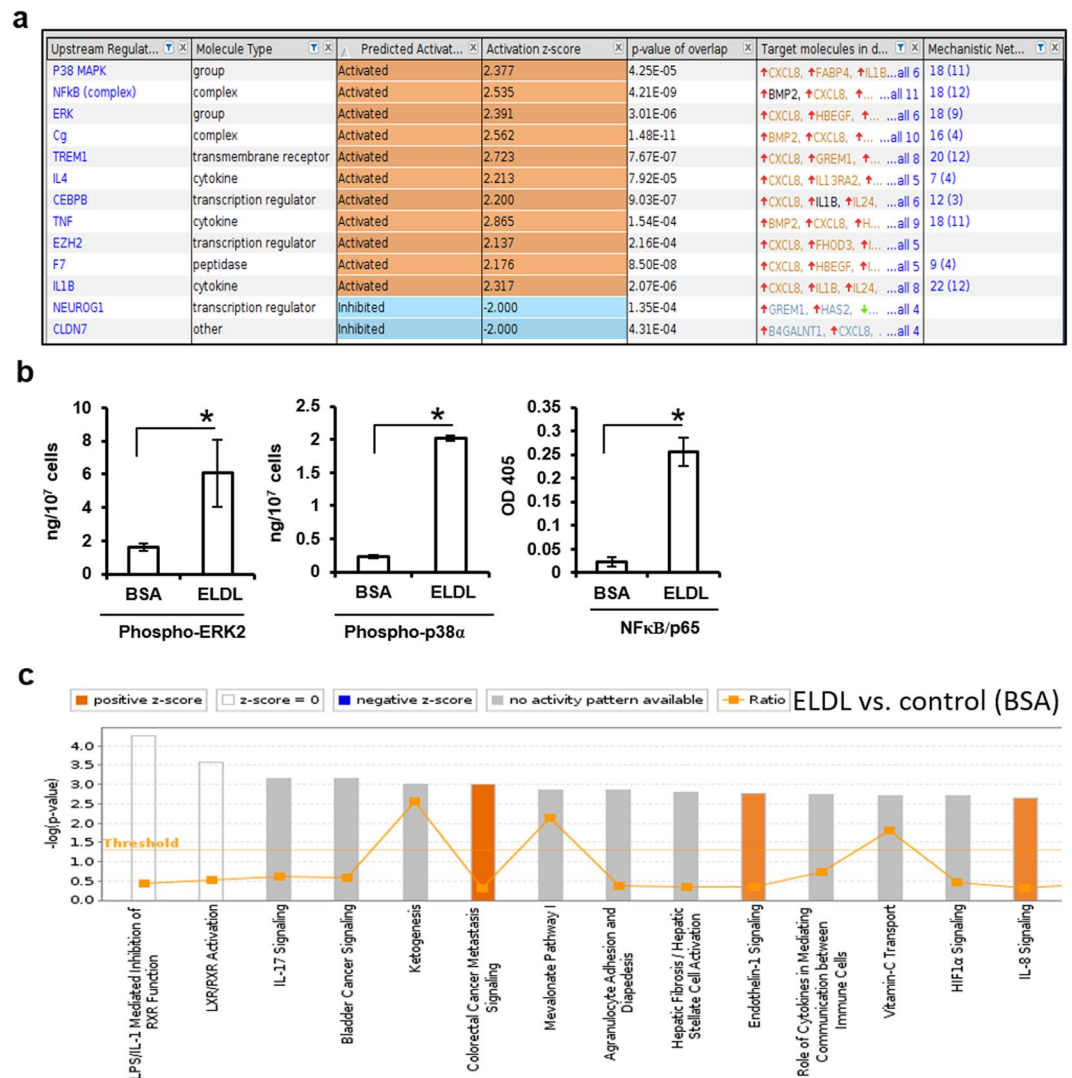 a
Upstream Regulat... Molecule Type Predicted Activat... Activation z-score p-value of overlap Target molecules in d... Mechanistic Net...
P38 MAPK group Activated 2.377 4.25E-05 ↑CXCL8, ↑FABP4, ↑IL1B...all 6 18 (11)
NFkB (complex) complex Activated 2.535 4.21E-09 ↑BMP2, ↑CXCL8, ↑... ...all 11 18 (12)
ERK group Activated 2.391 3.01E-06 ↑CXCL8, ↑HBEGF, ↑... ...all 6 18 (9)
Cg complex Activated 2.562 1.48E-11 ↑BMP2, ↑CXCL8, ↑... ...all 10 16 (4)
TREM1 transmembrane receptor Activated 2.723 7.67E-07 ↑CXCL8, ↑GREM1, ↑... ...all 8 20 (12)
IL4 cytokine Activated 2.213 7.92E-05 ↑CXCL8, ↑IL13RA2, ↑... ...all 5 7 (4)
CEBPB transcription regulator Activated 2.200 9.03E-07 ↑CXCL8, ↑IL1B, ↑IL24, ...all 6 12 (3)
TNF cytokine Activated 2.865 1.54E-04 ↑BMP2, ↑CXCL8, ↑H... ...all 9 18 (11)
EZH2 transcription regulator Activated 2.137 2.16E-04 ↑CXCL8, ↑FHOD3, ↑I... ...all 5
F7 peptidase Activated 2.176 8.50E-08 ↑CXCL8, ↑HBEGF, ↑I... ...all 5 9 (4)
IL1B cytokine Activated 2.317 2.07E-06 ↑CXCL8, ↑IL1B, ↑IL24, ...all 8 22 (12)
NEUROG1 transcription regulator Inhibited -2.000 1.35E-04 ↑GREM1, ↑HAS2, ↓... ...all 4
CLDN7 other Inhibited -2.000 4.31E-04 ↑B4GALNT1, ↑CXCL8, . ...all 4
b
ng/10⁷ cells
10
8
6
4
2
0
*
BSA ELDL
Phospho-ERK2
ng/10⁷ cells
2.5
2
1.5
1
0.5
0
*
BSA ELDL
Phospho-p38α
OD 405
0.35
0.3
0.25
0.2
0.15
0.1
0.05
0
*
BSA ELDL
NFκB/p65
c
positive z-score z-score = 0 negative z-score no activity pattern available Ratio ELDL vs. control (BSA)
-log(p-value)
4.0
3.5
3.0
2.5
2.0
1.5
1.0
0.5
0.0
Threshold
LPS/IL-1 Mediated Inhibition of
RXR Function
LXR/RXR Activation
IL-17 Signaling
Bladder Cancer Signaling
Ketogenesis
Colorectal Cancer Metastasis
Signaling
Mevalonate Pathway I
Agranulocyte Adhesion and
Diapedesis
Hepatic Fibrosis / Hepatic
Stellate Cell Activation
Endothelin-1 Signaling
Role of Cytokines in Mediating
Communication between
Immune Cells
Vitamin-C Transport
HIF1α Signaling
IL-8 Signaling